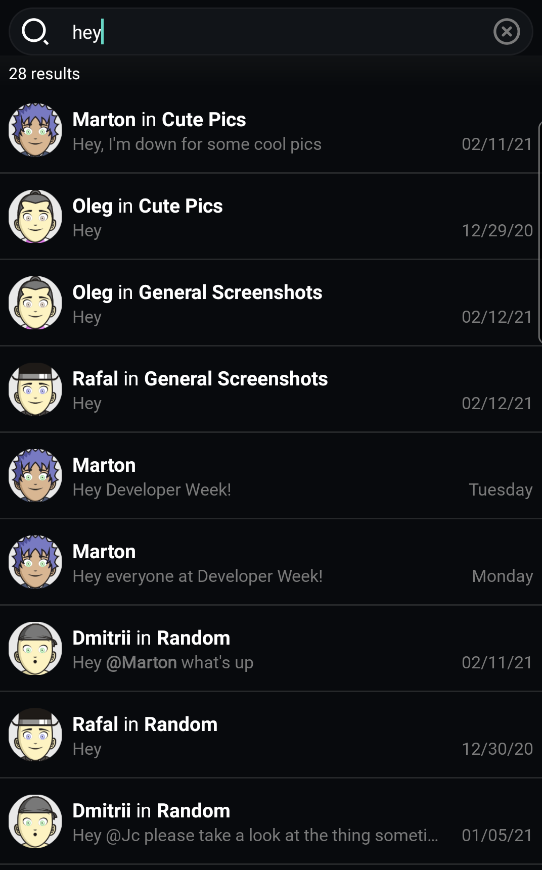 hey
28 results
Marton in Cute Pics
Hey, I'm down for some cool pics 02/11/21
Oleg in Cute Pics
Hey 12/29/20
Oleg in General Screenshots
Hey 02/12/21
Rafal in General Screenshots
Hey 02/12/21
Marton
Hey Developer Week! Tuesday
Marton
Hey everyone at Developer Week! Monday
Dmitrii in Random
Hey @Marton what's up 02/11/21
Rafal in Random
Hey 12/30/20
Dmitrii in Random
Hey @Jc please take a look at the thing someti... 01/05/21